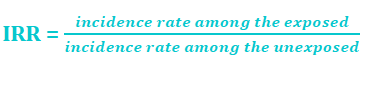 incidence rate among the exposed
IRR =
incidence rate among the unexposed